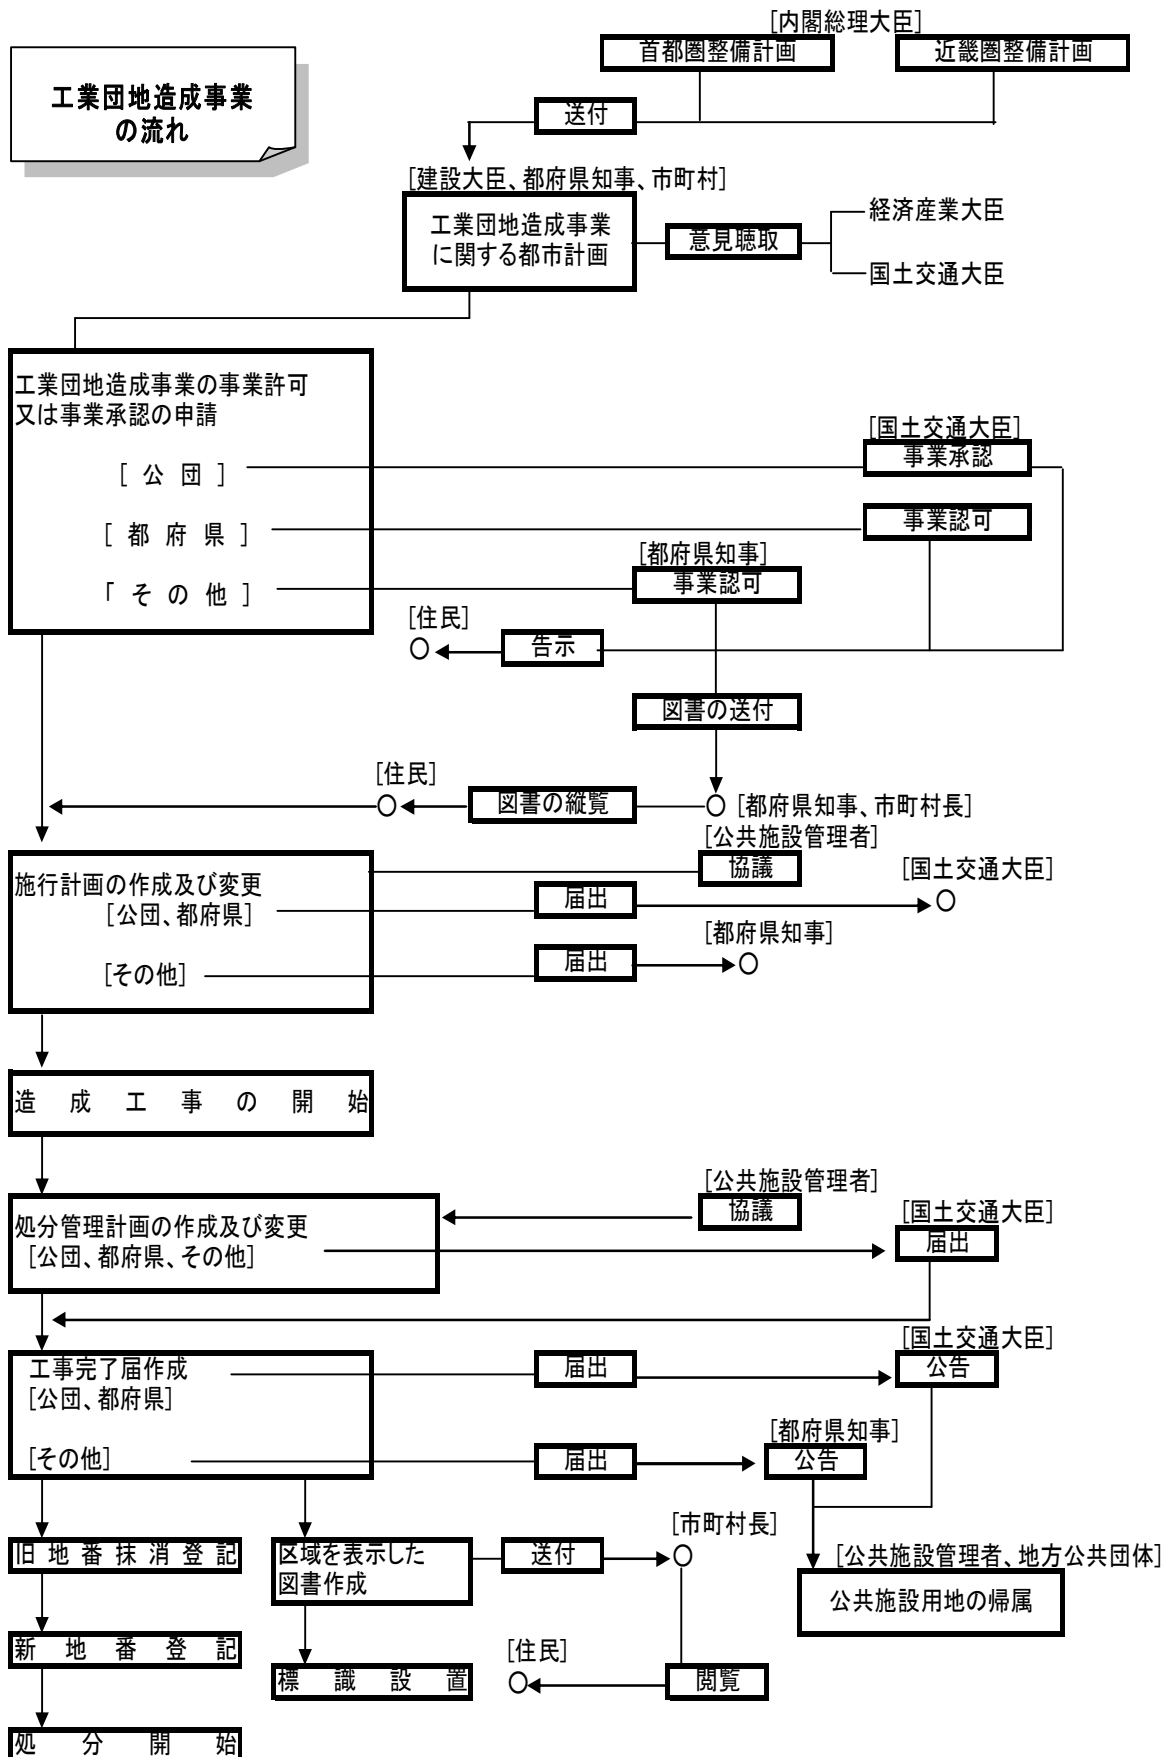 工業団地造成事業
の流れ
[内閣総理大臣]
首都圏整備計画
近畿圏整備計画
送付
[建設大臣、都府県知事、市町村]
工業団地造成事業
に関する都市計画
意見聴取
経済産業大臣
国土交通大臣
工業団地造成事業の事業許可
又は事業承認の申請
[国土交通大臣]
[ 公 団 ]
事業承認
[ 都 府 県 ]
事業認可
[都府県知事]
「 そ の 他 ]
事業認可
[住民]
告示
図書の送付
[住民]
図書の縦覧
[都府県知事、市町村長]
[公共施設管理者]
協議
施行計画の作成及び変更
[国土交通大臣]
[公団、都府県]
届出
[都府県知事]
[その他]
届出
造 成 工 事 の 開 始
[公共施設管理者]
協議
処分管理計画の作成及び変更
[国土交通大臣]
[公団、都府県、その他]
届出
[国土交通大臣]
工事完了届作成
届出
公告
[公団、都府県]
[都府県知事]
[その他]
届出
公告
[市町村長]
旧 地 番 抹 消 登 記
区域を表示した
図書作成
送付
[公共施設管理者、地方公共団体]
公共施設用地の帰属
新 地 番 登 記
[住民]
標 識 設 置
閲覧
処 分 開 始